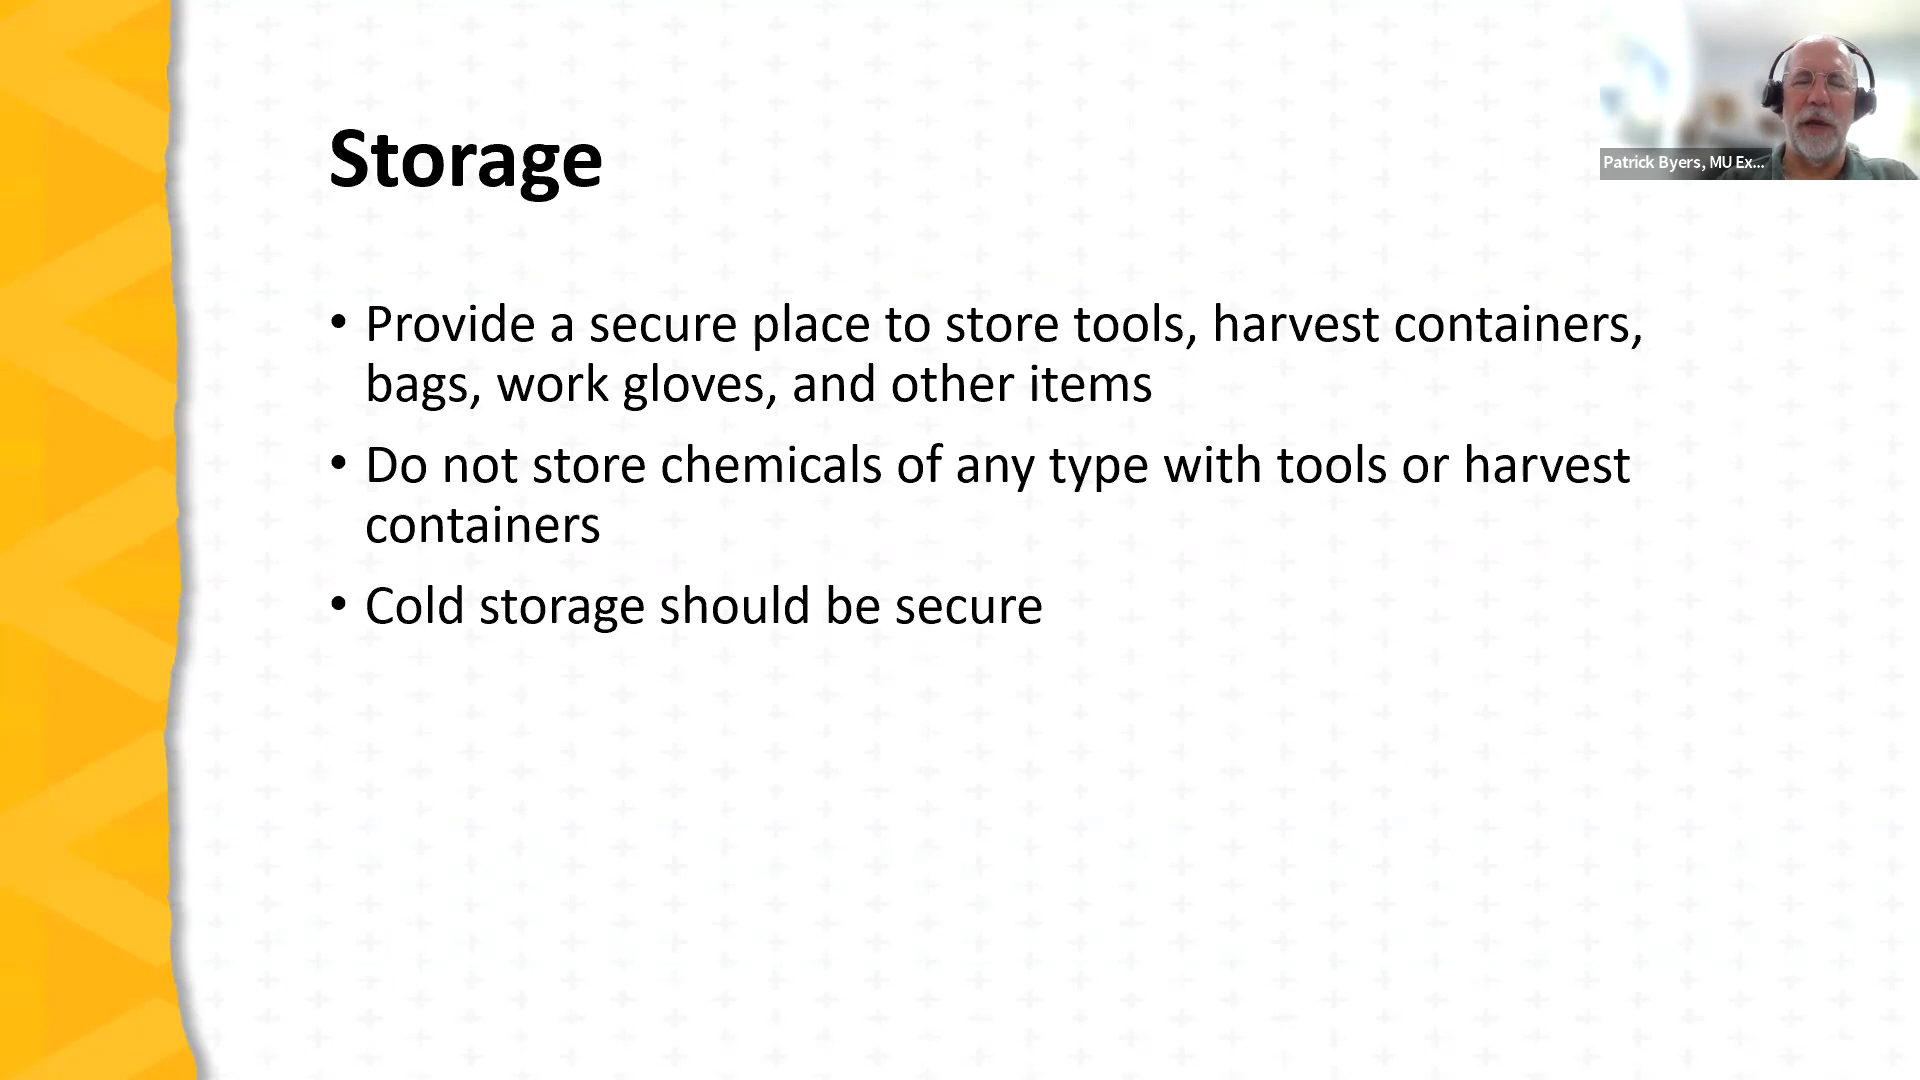 Storage
Patrick Byers, MU Ex...
• Provide a secure place to store tools, harvest containers,
bags, work gloves, and other items
• Do not store chemicals of any type with tools or harvest
containers
• Cold storage should be secure